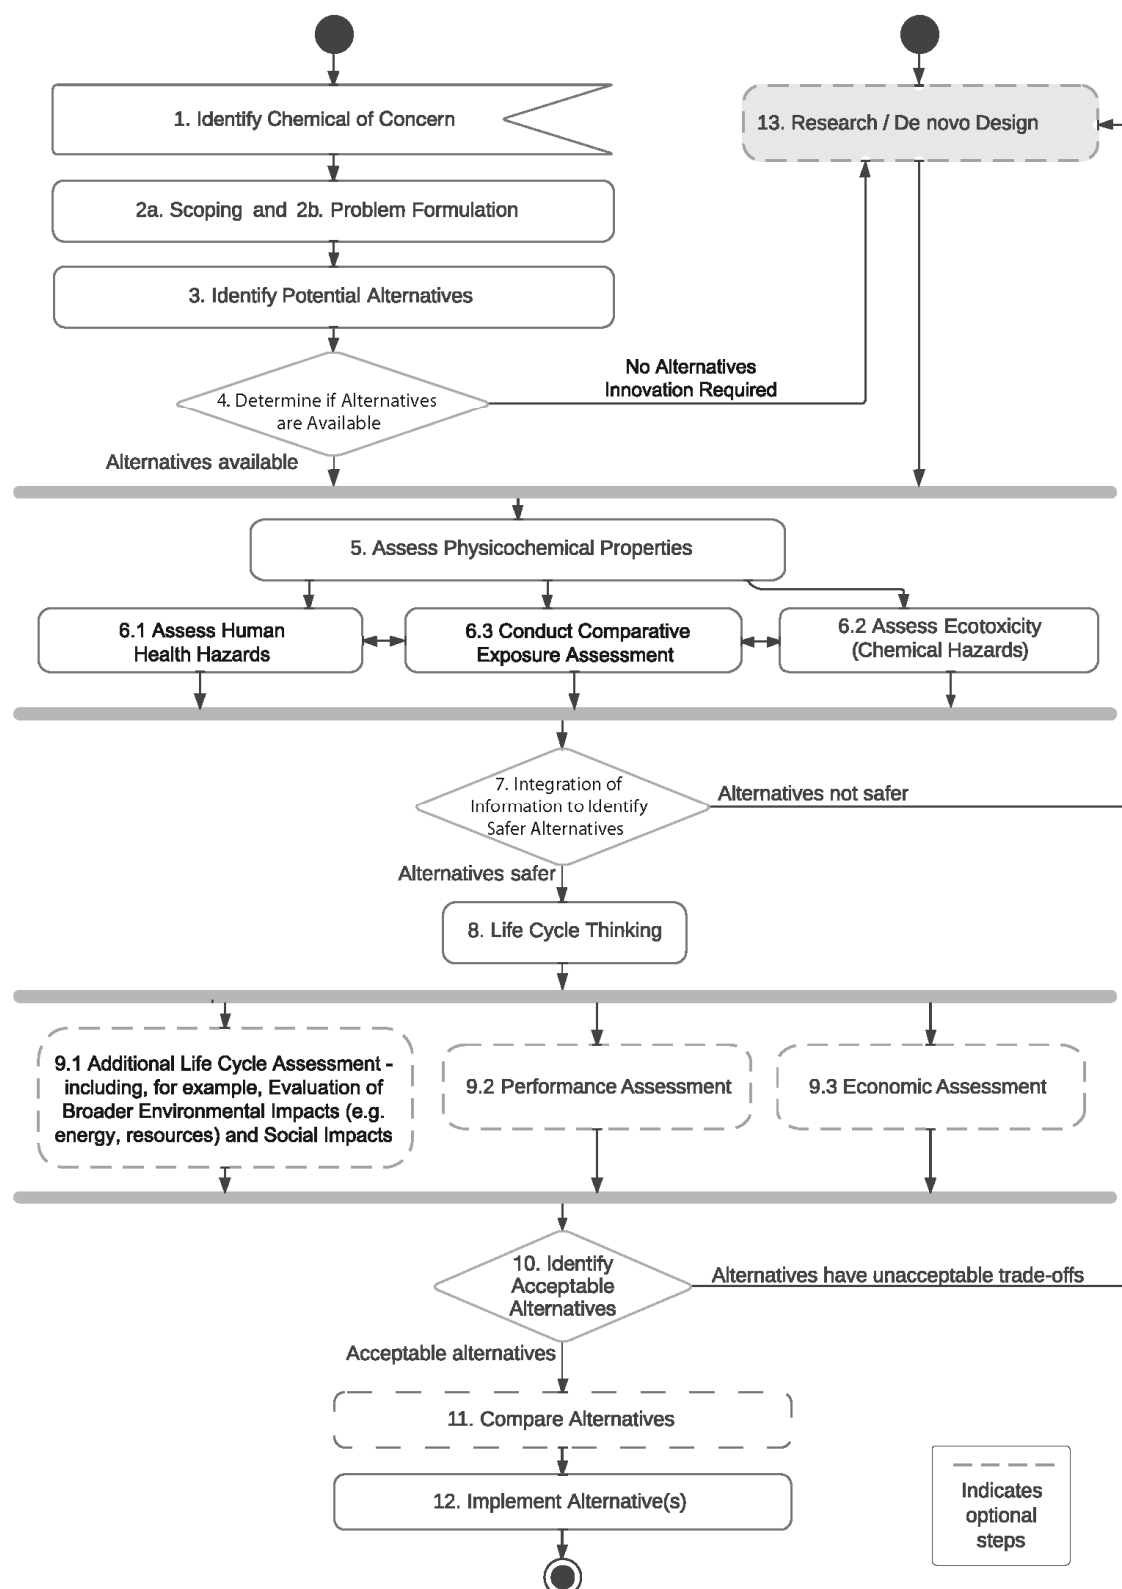 1. Identify Chemical of Concern
13. Research / De novo Design
2a. Scoping and 2b. Problem Formulation
3. Identify Potential Alternatives
No Alternatives
Innovation Required
4. Determine if Alternatives
are Available
Alternatives available
5. Assess Physicochemical Properties
6.1 Assess Human
Health Hazards
6.3 Conduct Comparative
Exposure Assessment
6.2 Assess Ecotoxicity
(Chemical Hazards)
7. Integration of
Information to Identify
Safer Alternatives
Alternatives not safer
Alternatives safer
8. Life Cycle Thinking
9.1 Additional Life Cycle Assessment -
including, for example, Evaluation of
Broader Environmental Impacts (e.g.
energy, resources) and Social Impacts
9.2 Performance Assessment
9.3 Economic Assessment
10. Identify
Acceptable
Alternatives
Alternatives have unacceptable trade-offs
Acceptable alternatives
11. Compare Alternatives
12. Implement Alternative(s)
Indicates
optional
steps